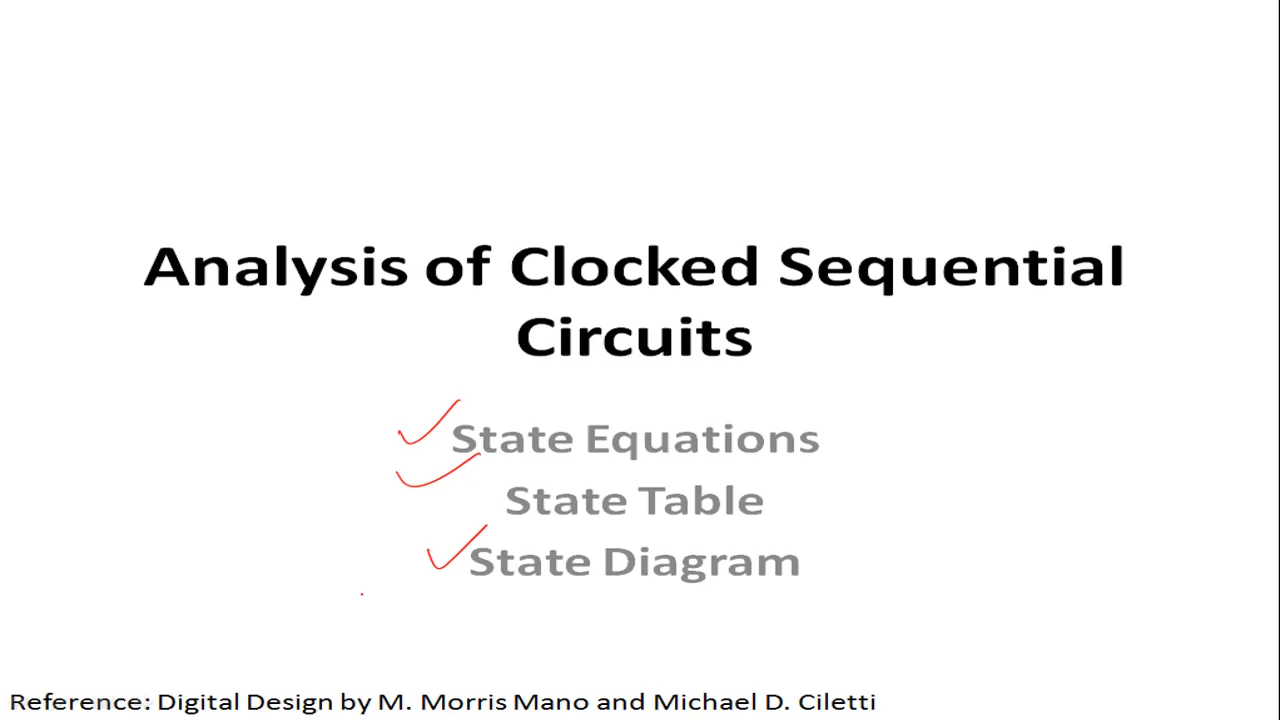 Analysis of Clocked Sequential
Circuits
State Equations
State Table
State Diagram
Reference: Digital Design by M. Morris Mano and Michael D. Ciletti